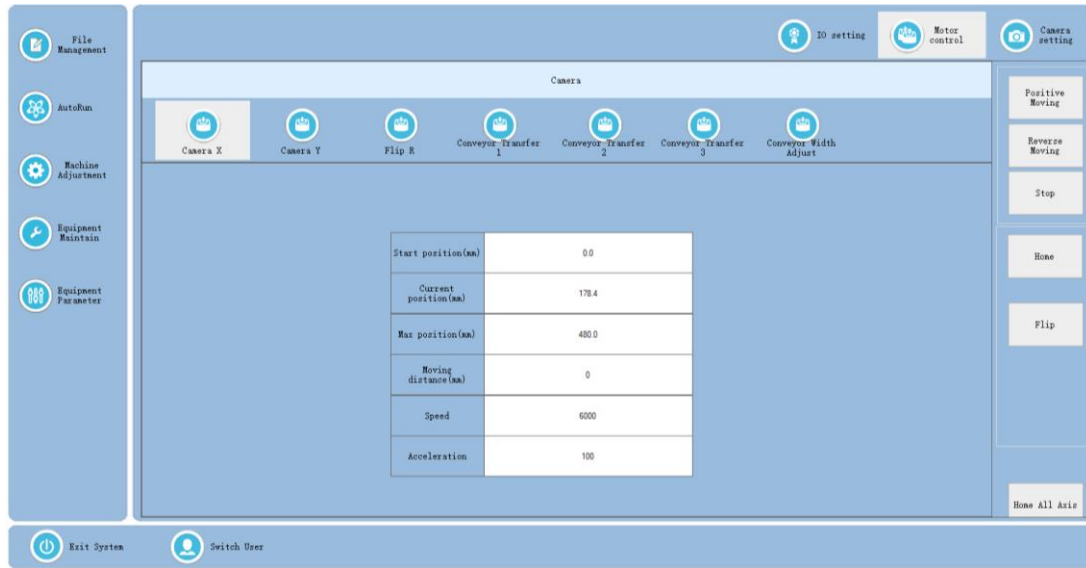 File
Management
AutoRun
Machine
Adjustment
Equipment
Maintain
Equipment
Parameter
IO setting
Motor
control
Camera
setting
Camera
Camera X
Camera Y
Flip R
Conveyor Transfer
1
Conveyor Transfer
2
Conveyor Transfer
3
Conveyor Width
Adjust
Start position(mm)
0.0
Current
position(mm)
178.4
Max position(mm)
480.0
Moving
distance(mm)
0
Speed
6000
Acceleration
100
Positive
Moving
Reverse
Moving
Stop
Home
Flip
Home All Axis
Exit System
Switch User